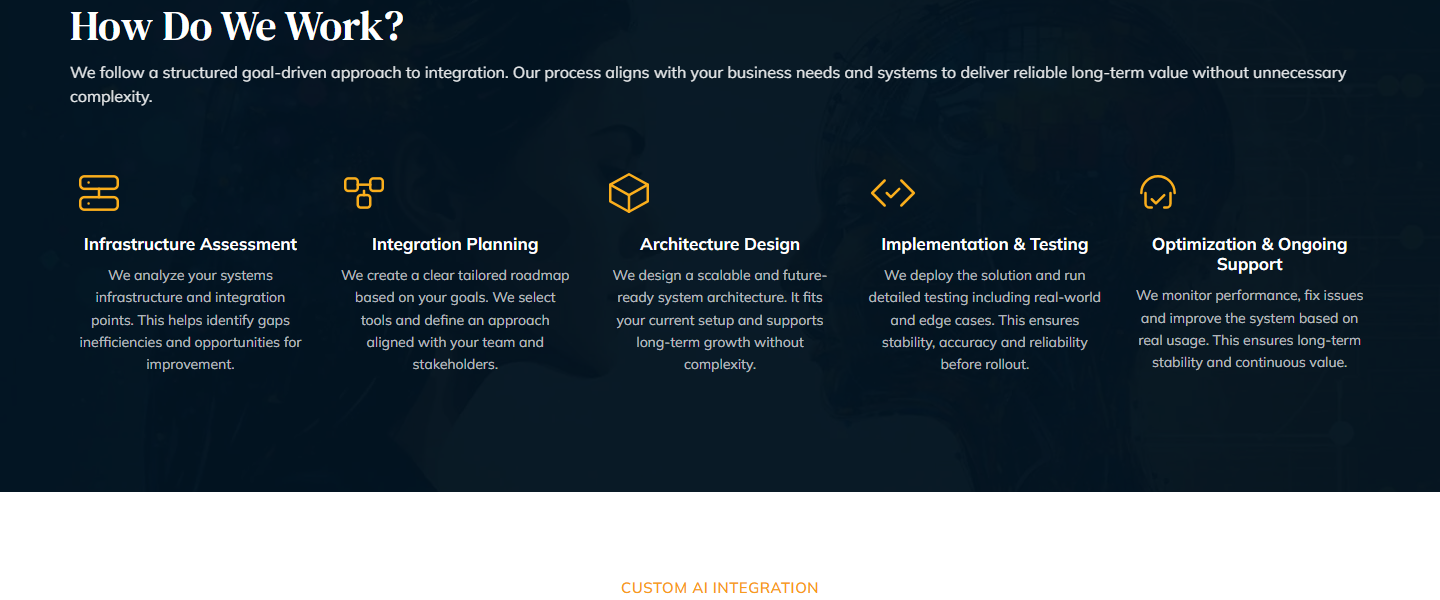 How Do We Work?
We follow a structured goal-driven approach to integration. Our process aligns with your business needs and systems to deliver reliable long-term value without unnecessary
complexity.
Infrastructure Assessment
We analyze your systems
infrastructure and integration
points. This helps identify gaps
inefficiencies and opportunities for
improvement.
Integration Planning
We create a clear tailored roadmap
based on your goals. We select
tools and define an approach
aligned with your team and
stakeholders.
Architecture Design
We design a scalable and future-
ready system architecture. It fits
your current setup and supports
long-term growth without
complexity.
Implementation & Testing
We deploy the solution and run
detailed testing including real-world
and edge cases. This ensures
stability, accuracy and reliability
before rollout.
Optimization & Ongoing
Support
We monitor performance, fix issues
and improve the system based on
real usage. This ensures long-term
stability and continuous value.
CUSTOM AI INTEGRATION